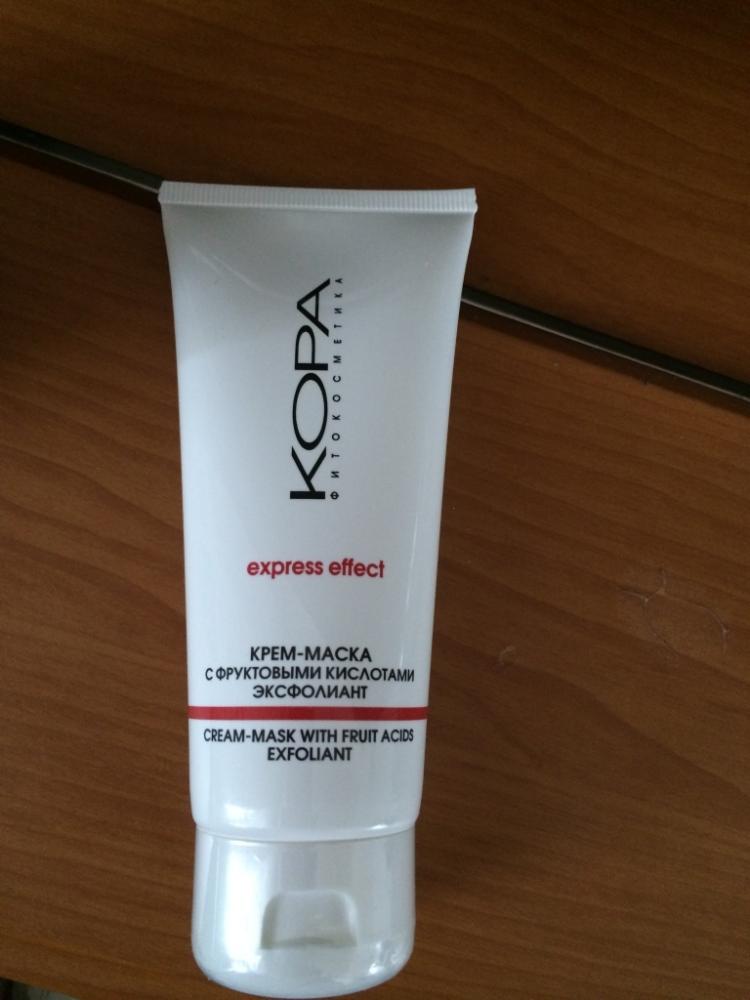 КОРА
ФИТОКОСМЕТИКА
express effect
КРЕМ-МАСКА
С ФРУКТОВЫМИ КИСЛОТАМИ
ЭКСФОЛИАНТ
CREAM-MASK WITH FRUIT ACIDS
EXFOLIANT